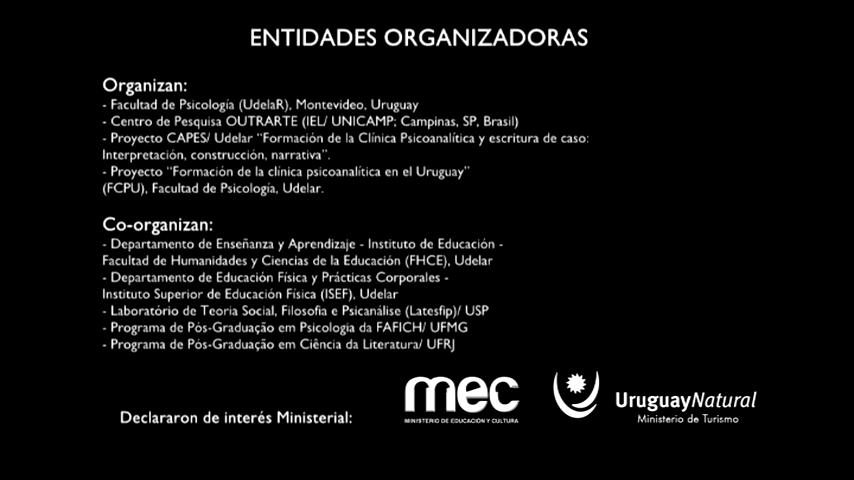 ENTIDADES ORGANIZADORAS
Organizan:
- Facultad de Psicología (UdelaR), Montevideo, Uruguay
- Centro de Pesquisa OUTRARTE (IEL/ UNICAMP; Campinas, SP, Brasil)
- Proyecto CAPES/ Udelar “Formación de la Clínica Psicoanalítica y escritura de caso:
Interpretación, construcción, narrativa”.
- Proyecto “Formación de la clínica psicoanalítica en el Uruguay”
(FCPU), Facultad de Psicología, Udelar.
Co-organizan:
- Departamento de Enseñanza y Aprendizaje - Instituto de Educación -
Facultad de Humanidades y Ciencias de la Educación (FHCE), Udelar
- Departamento de Educación Física y Prácticas Corporales -
Instituto Superior de Educación Física (ISEF), Udelar
- Laboratório de Teoria Social, Filosofia e Psicanálise (Latesfip)/ USP
- Programa de Pós-Graduação em Psicologia da FAFICH/ UFMG
- Programa de Pós-Graduação em Ciência da Literatura/ UFRJ
Declararon de interés Ministerial:
mec
MINISTERIO DE EDUCACIÓN Y CULTURA
UruguayNatural
Ministerio de Turismo